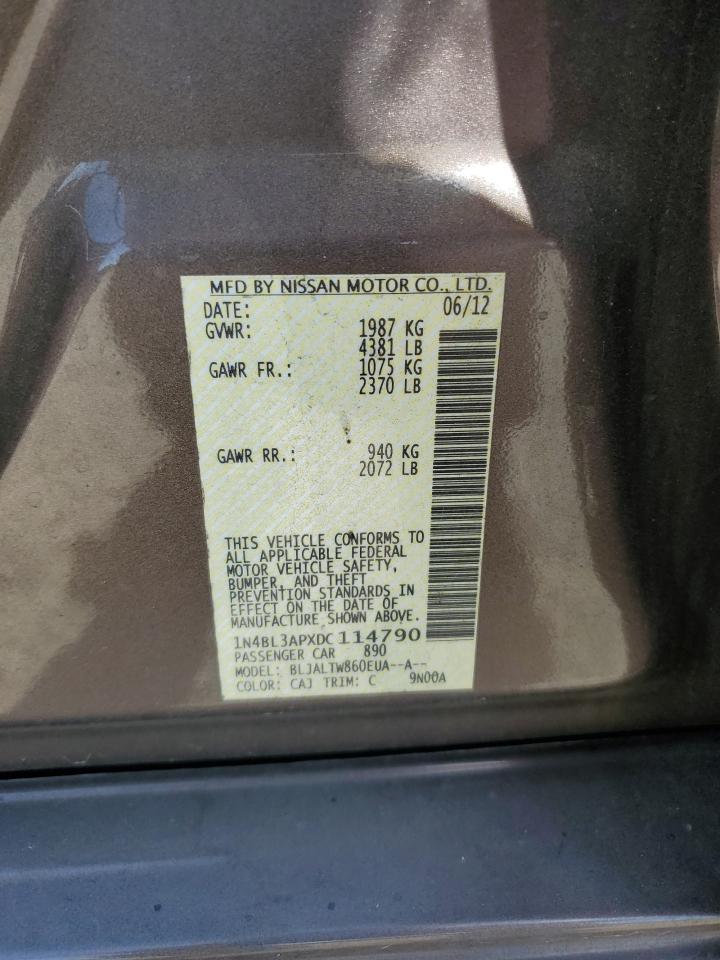 MFD BY NISSAN MOTOR CO., LTD.
DATE: 06/12
GVWR: 1987 KG
4381 LB
GAWR FR.: 1075 KG
2370 LB
GAWR RR.: 940 KG
2072 LB
THIS VEHICLE CONFORMS TO
ALL APPLICABLE FEDERAL
MOTOR VEHICLE SAFETY,
BUMPER, AND THEFT
PREVENTION STANDARDS IN
EFFECT ON THE DATE OF
MANUFACTURE SHOWN ABOVE.
1N4BL3APXDC114790
PASSENGER CAR 890
MODEL: BLJALTW860EUA--A--
COLOR: CAJ TRIM: C 9N00A